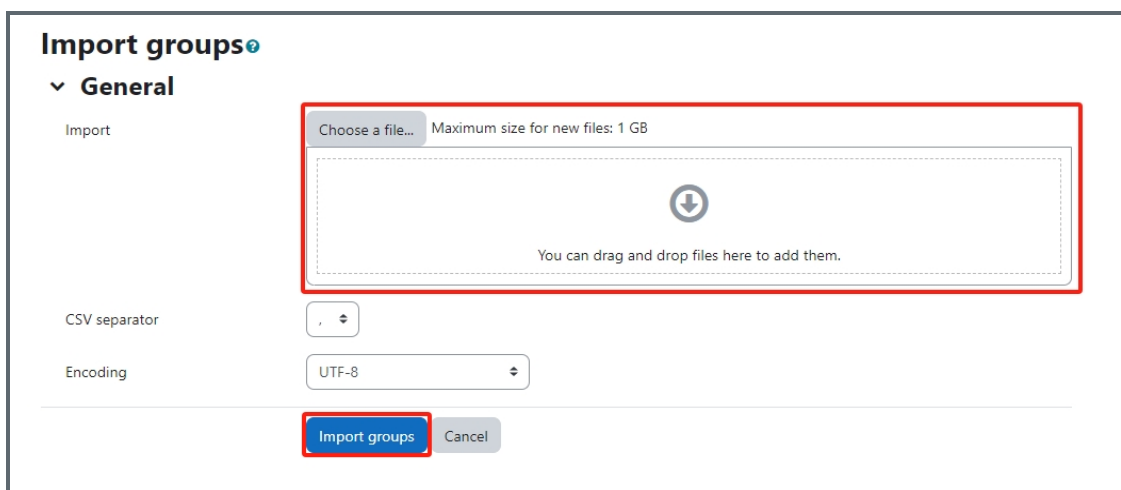 Import groups
General
Import
Choose a file... Maximum size for new files: 1 GB
You can drag and drop files here to add them.
CSV separator ,
Encoding UTF-8
Import groups Cancel